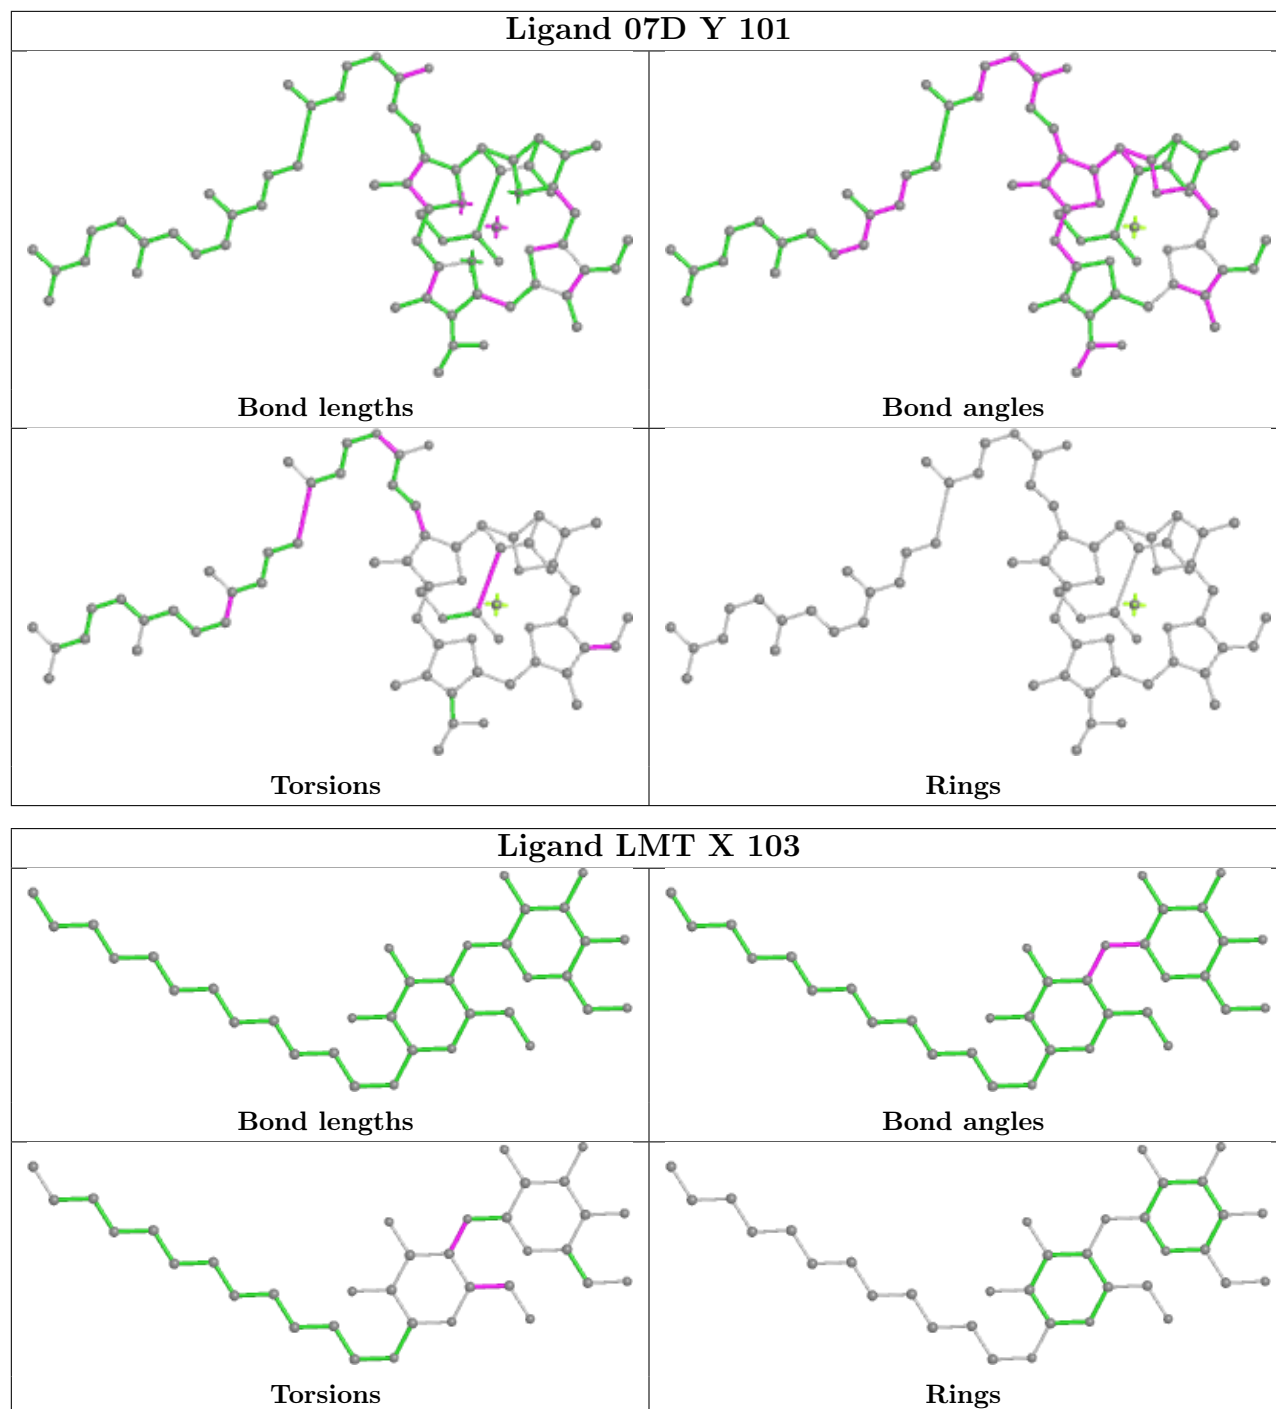 Ligand 07D Y 101
Bond lengths
Bond angles
Torsions
Rings
Ligand LMT X 103
Bond lengths
Bond angles
Torsions
Rings